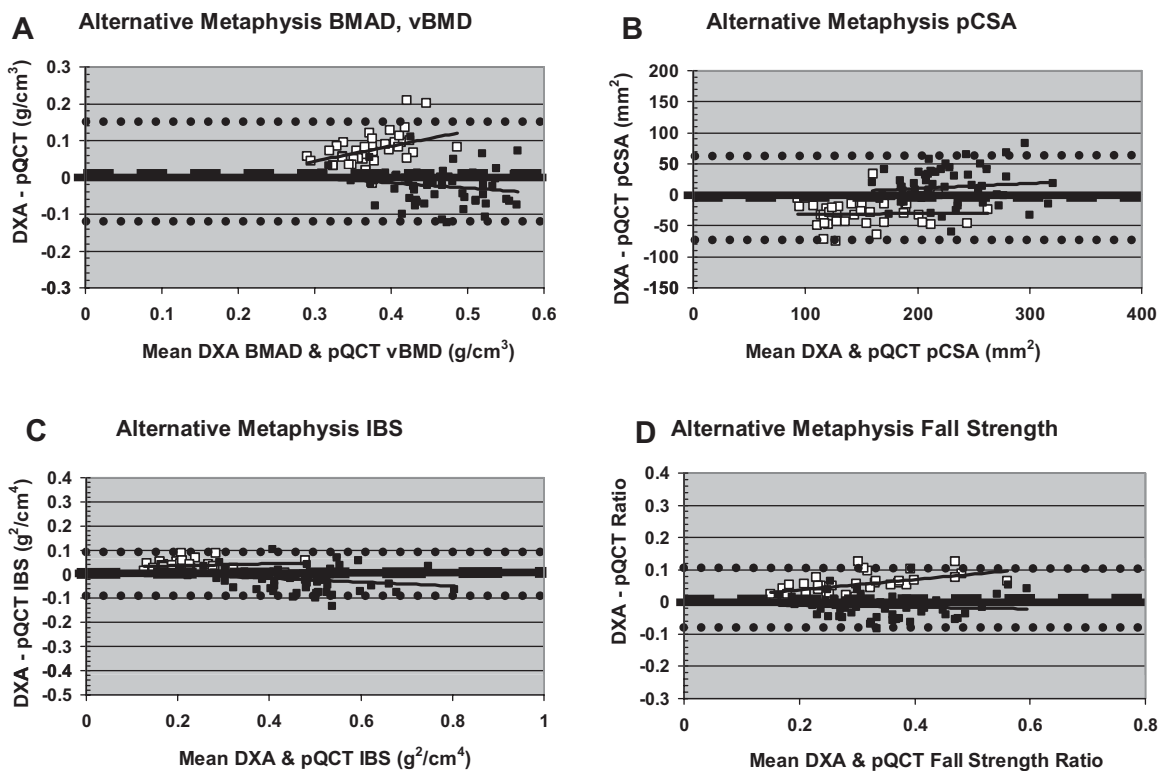 A
Alternative Metaphysis BMAD, vBMD
DXA - pQCT (g/cm³)
0.3
0.2
0.1
0
-0.1
-0.2
-0.3
0 0.1 0.2 0.3 0.4 0.5 0.6
Mean DXA BMAD & pQCT vBMD (g/cm³)
B
Alternative Metaphysis pCSA
DXA - pQCT pCSA (mm²)
200
150
100
50
0
-50
-100
-150
0 100 200 300 400
Mean DXA & pQCT pCSA (mm²)
C
Alternative Metaphysis IBS
DXA - pQCT IBS (g²/cm⁴)
0.4
0.3
0.2
0.1
0
-0.1
-0.2
-0.3
-0.4
-0.5
0 0.2 0.4 0.6 0.8 1
Mean DXA & pQCT IBS (g²/cm⁴)
D
Alternative Metaphysis Fall Strength
DXA - pQCT Ratio
0.4
0.3
0.2
0.1
0
-0.1
-0.2
-0.3
0 0.2 0.4 0.6 0.8
Mean DXA & pQCT Fall Strength Ratio